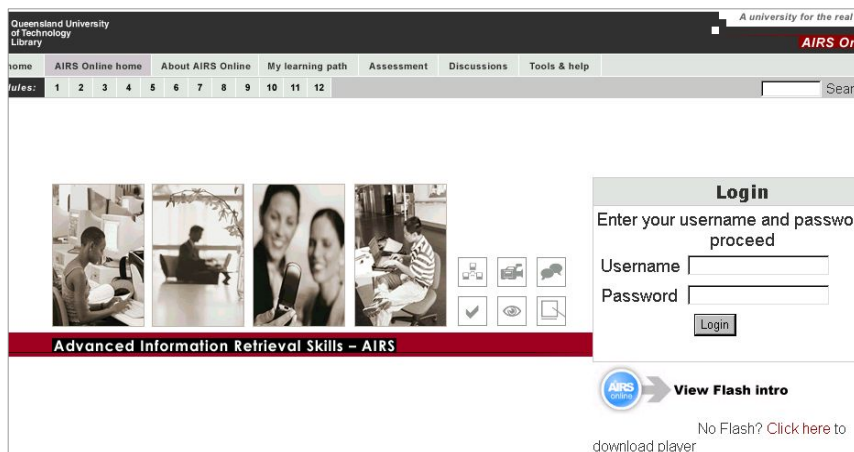 Queensland University
of Technology
Library
A university for the real
AIRS On
home AIRS Online home About AIRS Online My learning path Assessment Discussions Tools & help
dules: 1 2 3 4 5 6 7 8 9 10 11 12
Sear
Login
Enter your username and passwo
proceed
Username
Password
Login
Advanced Information Retrieval Skills – AIRS
AIRS
online
View Flash intro
No Flash? Click here to
download player